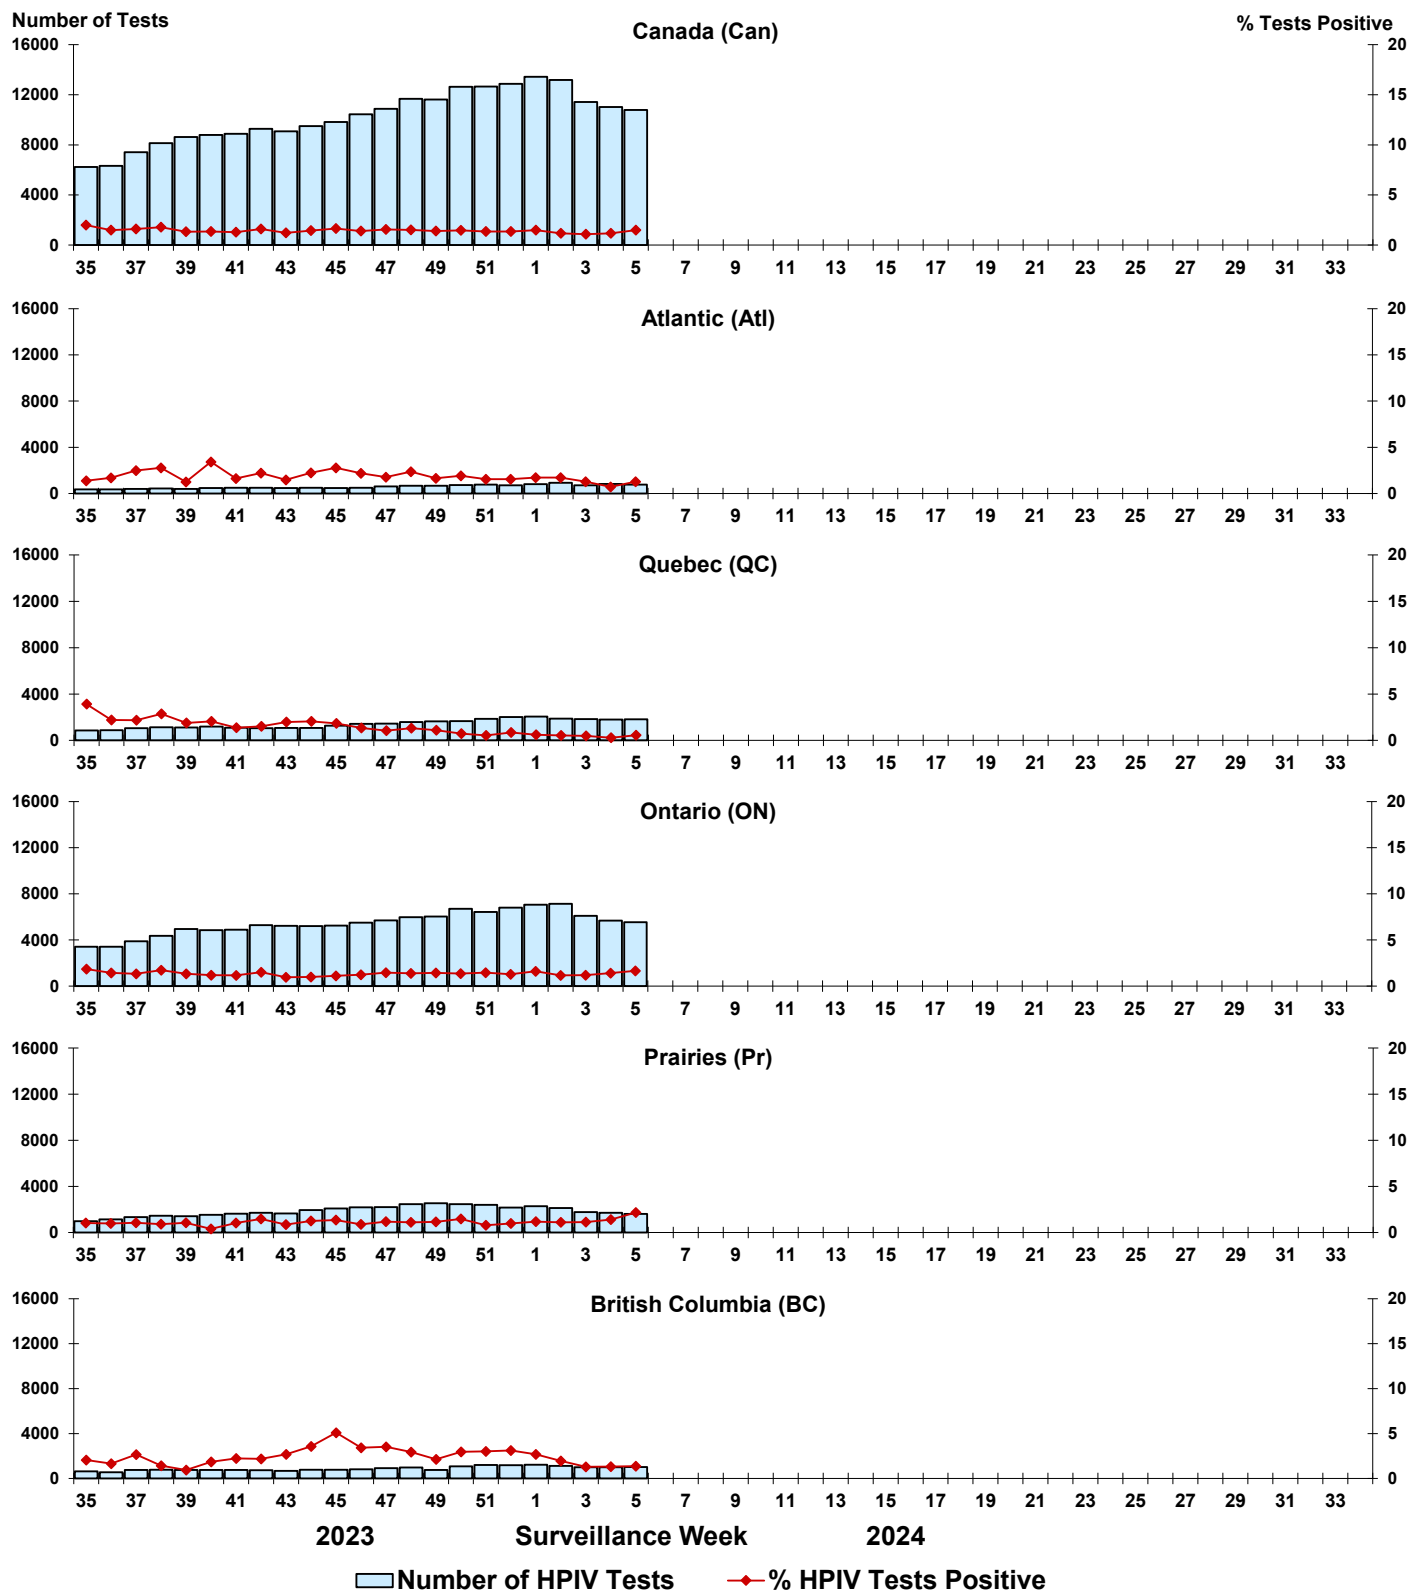 Number of Tests
% Tests Positive
Canada (Can)
16000 20
12000 15
8000 10
4000 5
0 0
35 37 39 41 43 45 47 49 51 1 3 5 7 9 11 13 15 17 19 21 23 25 27 29 31 33
Atlantic (Atl)
16000 20
12000 15
8000 10
4000 5
0 0
35 37 39 41 43 45 47 49 51 1 3 5 7 9 11 13 15 17 19 21 23 25 27 29 31 33
Quebec (QC)
16000 20
12000 15
8000 10
4000 5
0 0
35 37 39 41 43 45 47 49 51 1 3 5 7 9 11 13 15 17 19 21 23 25 27 29 31 33
Ontario (ON)
16000 20
12000 15
8000 10
4000 5
0 0
35 37 39 41 43 45 47 49 51 1 3 5 7 9 11 13 15 17 19 21 23 25 27 29 31 33
Prairies (Pr)
16000 20
12000 15
8000 10
4000 5
0 0
35 37 39 41 43 45 47 49 51 1 3 5 7 9 11 13 15 17 19 21 23 25 27 29 31 33
British Columbia (BC)
16000 20
12000 15
8000 10
4000 5
0 0
35 37 39 41 43 45 47 49 51 1 3 5 7 9 11 13 15 17 19 21 23 25 27 29 31 33
2023 Surveillance Week 2024
Number of HPIV Tests % HPIV Tests Positive